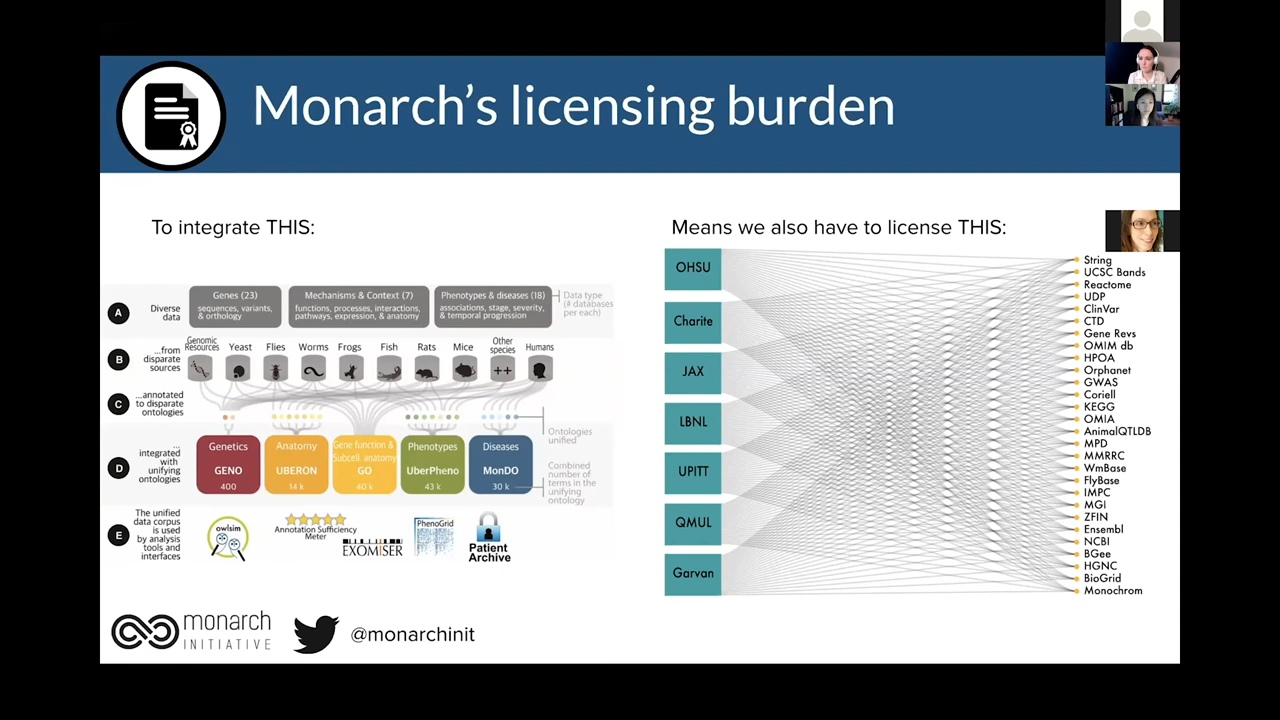 Monarch's licensing burden
To integrate THIS:
A
Diverse
data
Genes (23)
sequences, variants,
& orthology
Mechanisms & Context (7)
functions, processes, interactions,
pathways, expression, & anatomy
Phenotypes & diseases (18)
associations, stage, severity,
& temporal progression
Data type
(# databases
per each)
B
...from
disparate
sources
Genomic
Resources
Yeast
Flies
Worms
Frogs
Fish
Rats
Mice
Other
species
++
Humans
C
...annotated
to disparate
ontologies
Ontologies
unified
D
...
integrated
with
unifying
ontologies
Genetics
GENO
400
Anatomy
UBERON
14 k
Gene function &
Subcell. anatomy
GO
40 k
Phenotypes
UberPheno
43 k
Diseases
MonDO
30 k
Combined
number of
terms in the
unifying
ontology
E
The unified
data corpus
is used
by analysis
tools and
interfaces
owlsim
Annotation Sufficiency
Meter
EXOMISER
PhenoGrid
Patient
Archive
monarch
INITIATIVE
@monarchinit
Means we also have to license THIS:
OHSU
Charite
JAX
LBNL
UPITT
QMUL
Garvan
String
UCSC Bands
Reactome
UDP
ClinVar
CTD
Gene Revs
OMIM db
HPOA
Orphanet
GWAS
Coriell
KEGG
OMIA
AnimalQTLDB
MPD
MMRRC
WmBase
FlyBase
IMPC
MGI
ZFIN
Ensembl
NCBI
BGee
HGNC
BioGrid
Monochrom